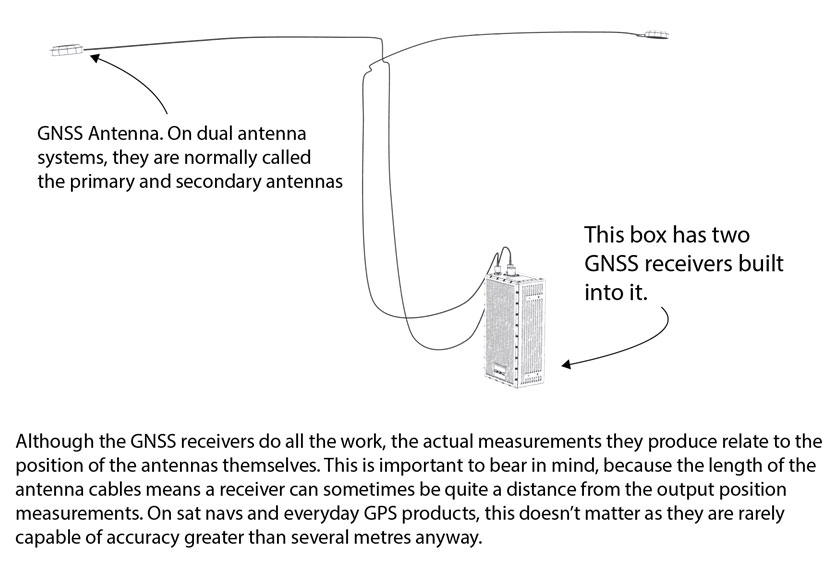 GNSS Antenna. On dual antenna
systems, they are normally called
the primary and secondary antennas
This box has two
GNSS receivers built
into it.
Although the GNSS receivers do all the work, the actual measurements they produce relate to the
position of the antennas themselves. This is important to bear in mind, because the length of the
antenna cables means a receiver can sometimes be quite a distance from the output position
measurements. On sat navs and everyday GPS products, this doesn’t matter as they are rarely
capable of accuracy greater than several metres anyway.